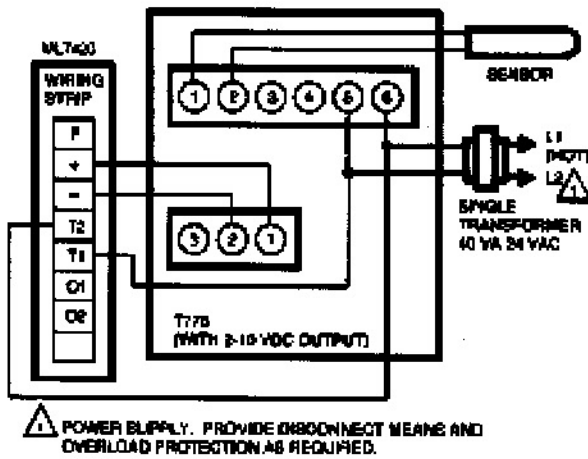 ML7420
WIRING
STRIP
F
+
-
T2
T1
1 2 3 4 5 6
3 2 1
SENSOR
L1
(HOT)
L2
1
SINGLE
TRANSFORMER
40 VA 24 VAC
T775
(WITH 2-10 VDC OUTPUT)
1 POWER SUPPLY. PROVIDE DISCONNECT MEANS AND
OVERLOAD PROTECTION AS REQUIRED.